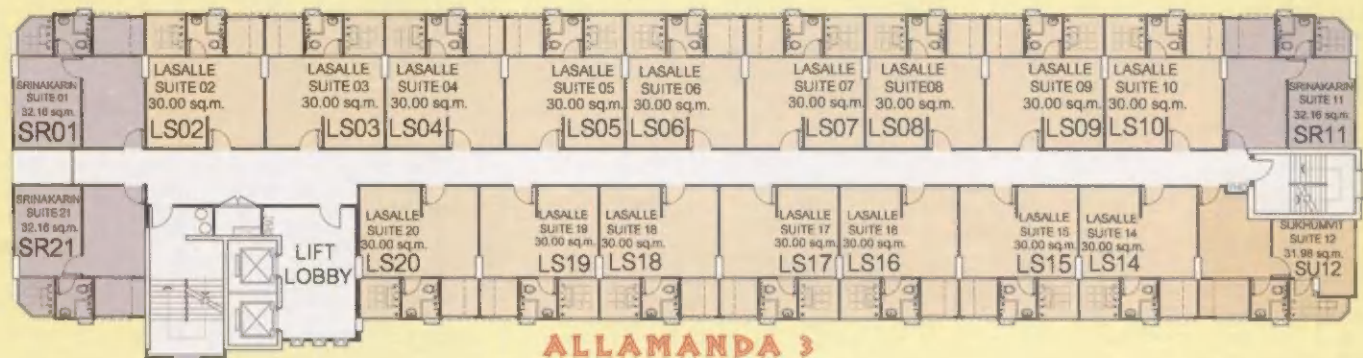 SRINAKARIN
SUITE 01
32.16 sq.m.
SR01
LASALLE
SUITE 02
30.00 sq.m.
LS02
LASALLE
SUITE 03
30.00 sq.m.
LS03
LASALLE
SUITE 04
30.00 sq.m.
LS04
LASALLE
SUITE 05
30.00 sq.m.
LS05
LASALLE
SUITE 06
30.00 sq.m.
LS06
LASALLE
SUITE 07
30.00 sq.m.
LS07
LASALLE
SUITE08
30.00 sq.m.
LS08
LASALLE
SUITE 09
30.00 sq.m.
LS09
LASALLE
SUITE 10
30.00 sq.m.
LS10
SRINAKARIN
SUITE 11
32.16 sq.m.
SR11
SRINAKARIN
SUITE 21
32.16 sq.m.
SR21
LIFT
LOBBY
LASALLE
SUITE 20
30.00 sq.m.
LS20
LASALLE
SUITE 19
30.00 sq.m.
LS19
LASALLE
SUITE 18
30.00 sq.m.
LS18
LASALLE
SUITE 17
30.00 sq.m.
LS17
LASALLE
SUITE 16
30.00 sq.m.
LS16
LASALLE
SUITE 15
30.00 sq.m.
LS15
LASALLE
SUITE 14
30.00 sq.m.
LS14
SUKHUMVIT
SUITE 12
31.98 sq.m.
SU12
ALLAMANDA 3